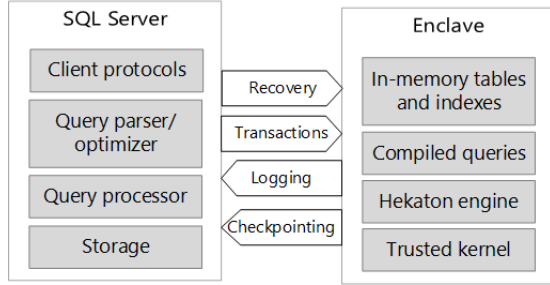 SQL Server
Client protocols
Query parser/
optimizer
Query processor
Storage
Recovery
Transactions
Logging
Checkpointing
Enclave
In-memory tables
and indexes
Compiled queries
Hekaton engine
Trusted kernel